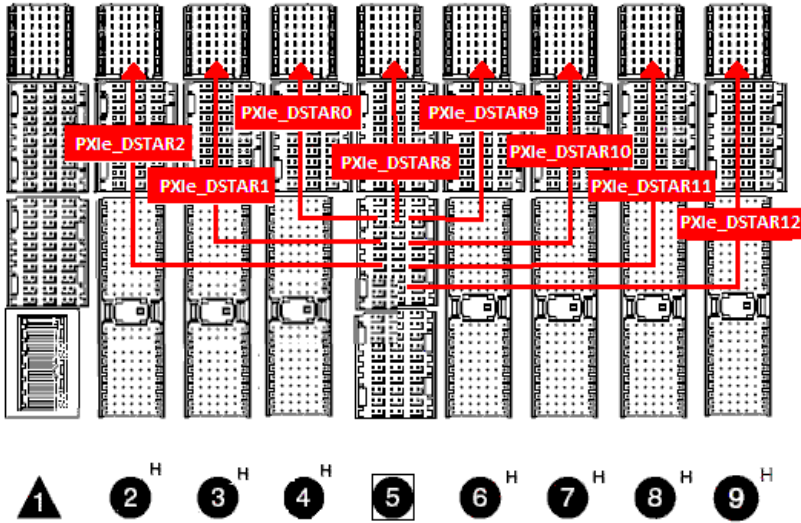 PXIe_DSTAR0
PXIe_DSTAR9
PXIe_DSTAR2
PXIe_DSTAR8
PXIe_DSTAR10
PXIe_DSTAR1
PXIe_DSTAR11
PXIe_DSTAR12
1 2 H 3 H 4 H 5 6 H 7 H 8 H 9 H